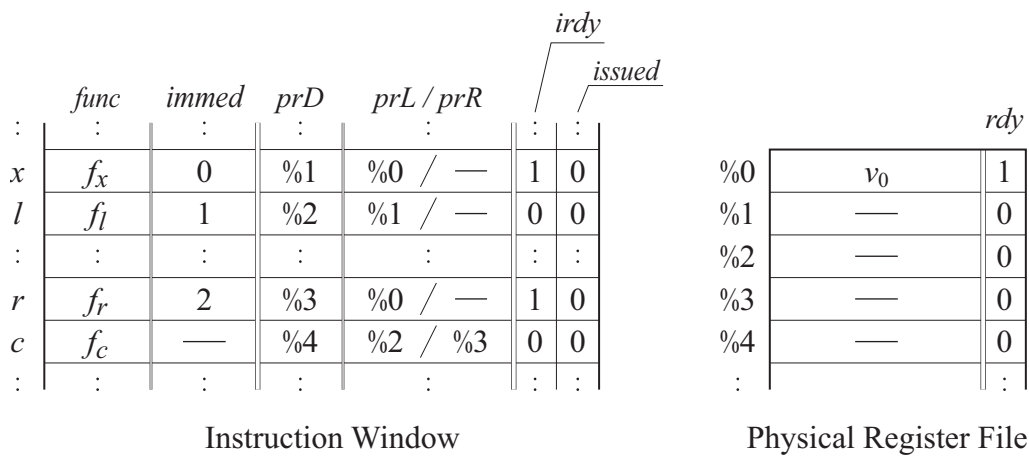 irdy
issued
func immed prD prL / prR
rdy
: : : : : : :
x f_x 0 %1 %0 / — 1 0
%0 v_0 1
l f_l 1 %2 %1 / — 0 0
%1 — 0
: : : : : : :
%2 — 0
r f_r 2 %3 %0 / — 1 0
%3 — 0
c f_c — %4 %2 / %3 0 0
%4 — 0
: : : : : : :
: : :
Instruction Window
Physical Register File